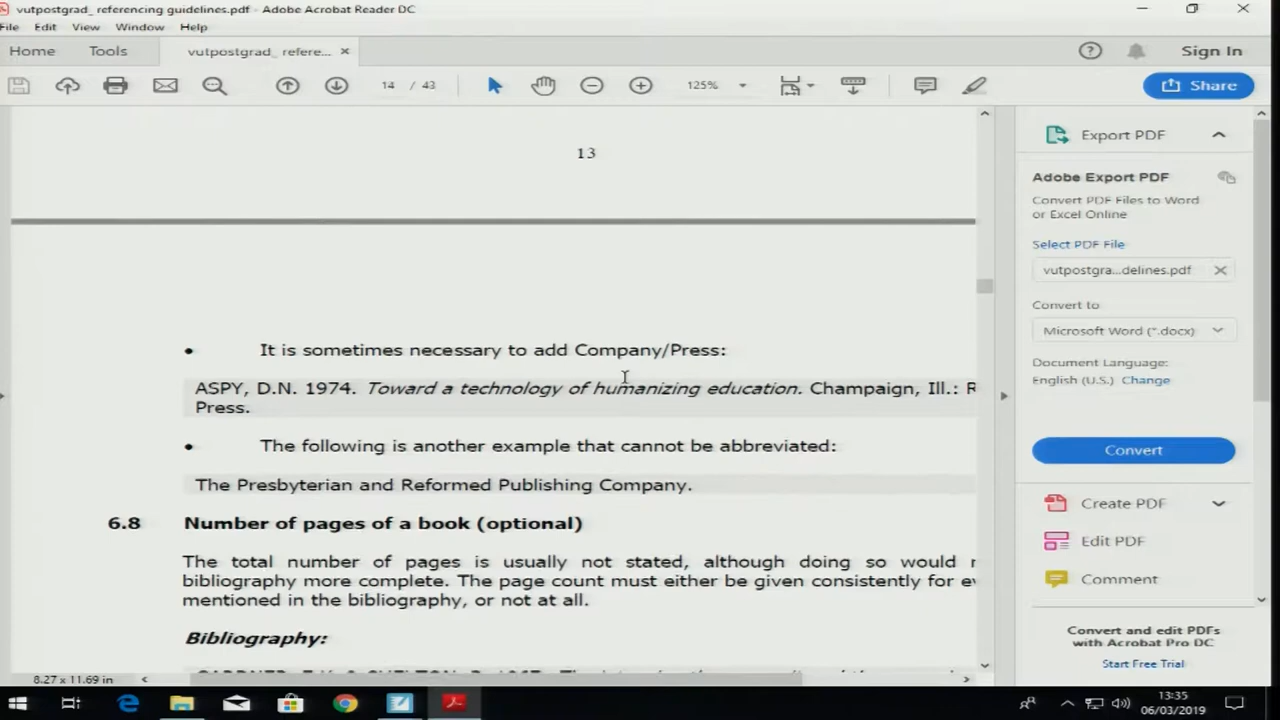 vutpostgrad_ referencing guidelines.pdf - Adobe Acrobat Reader DC
File Edit View Window Help
Home Tools vutpostgrad_ refere... Sign In
14 / 43 125% Share
13
• It is sometimes necessary to add Company/Press:
ASPY, D.N. 1974. Toward a technology of humanizing education. Champaign, Ill.: R
Press.
• The following is another example that cannot be abbreviated:
The Presbyterian and Reformed Publishing Company.
6.8 Number of pages of a book (optional)
The total number of pages is usually not stated, although doing so would
bibliography more complete. The page count must either be given consistently for
mentioned in the bibliography, or not at all.
Bibliography:
8.27 x 11.69 in
Export PDF
Adobe Export PDF
Convert PDF Files to Word
or Excel Online
Select PDF File
vutpostgra...delines.pdf
Convert to
Microsoft Word (*.docx)
Document Language:
English (U.S.) Change
Convert
Create PDF
Edit PDF
Comment
Convert and edit PDFs
with Acrobat Pro DC
Start Free Trial
13:35
06/03/2019